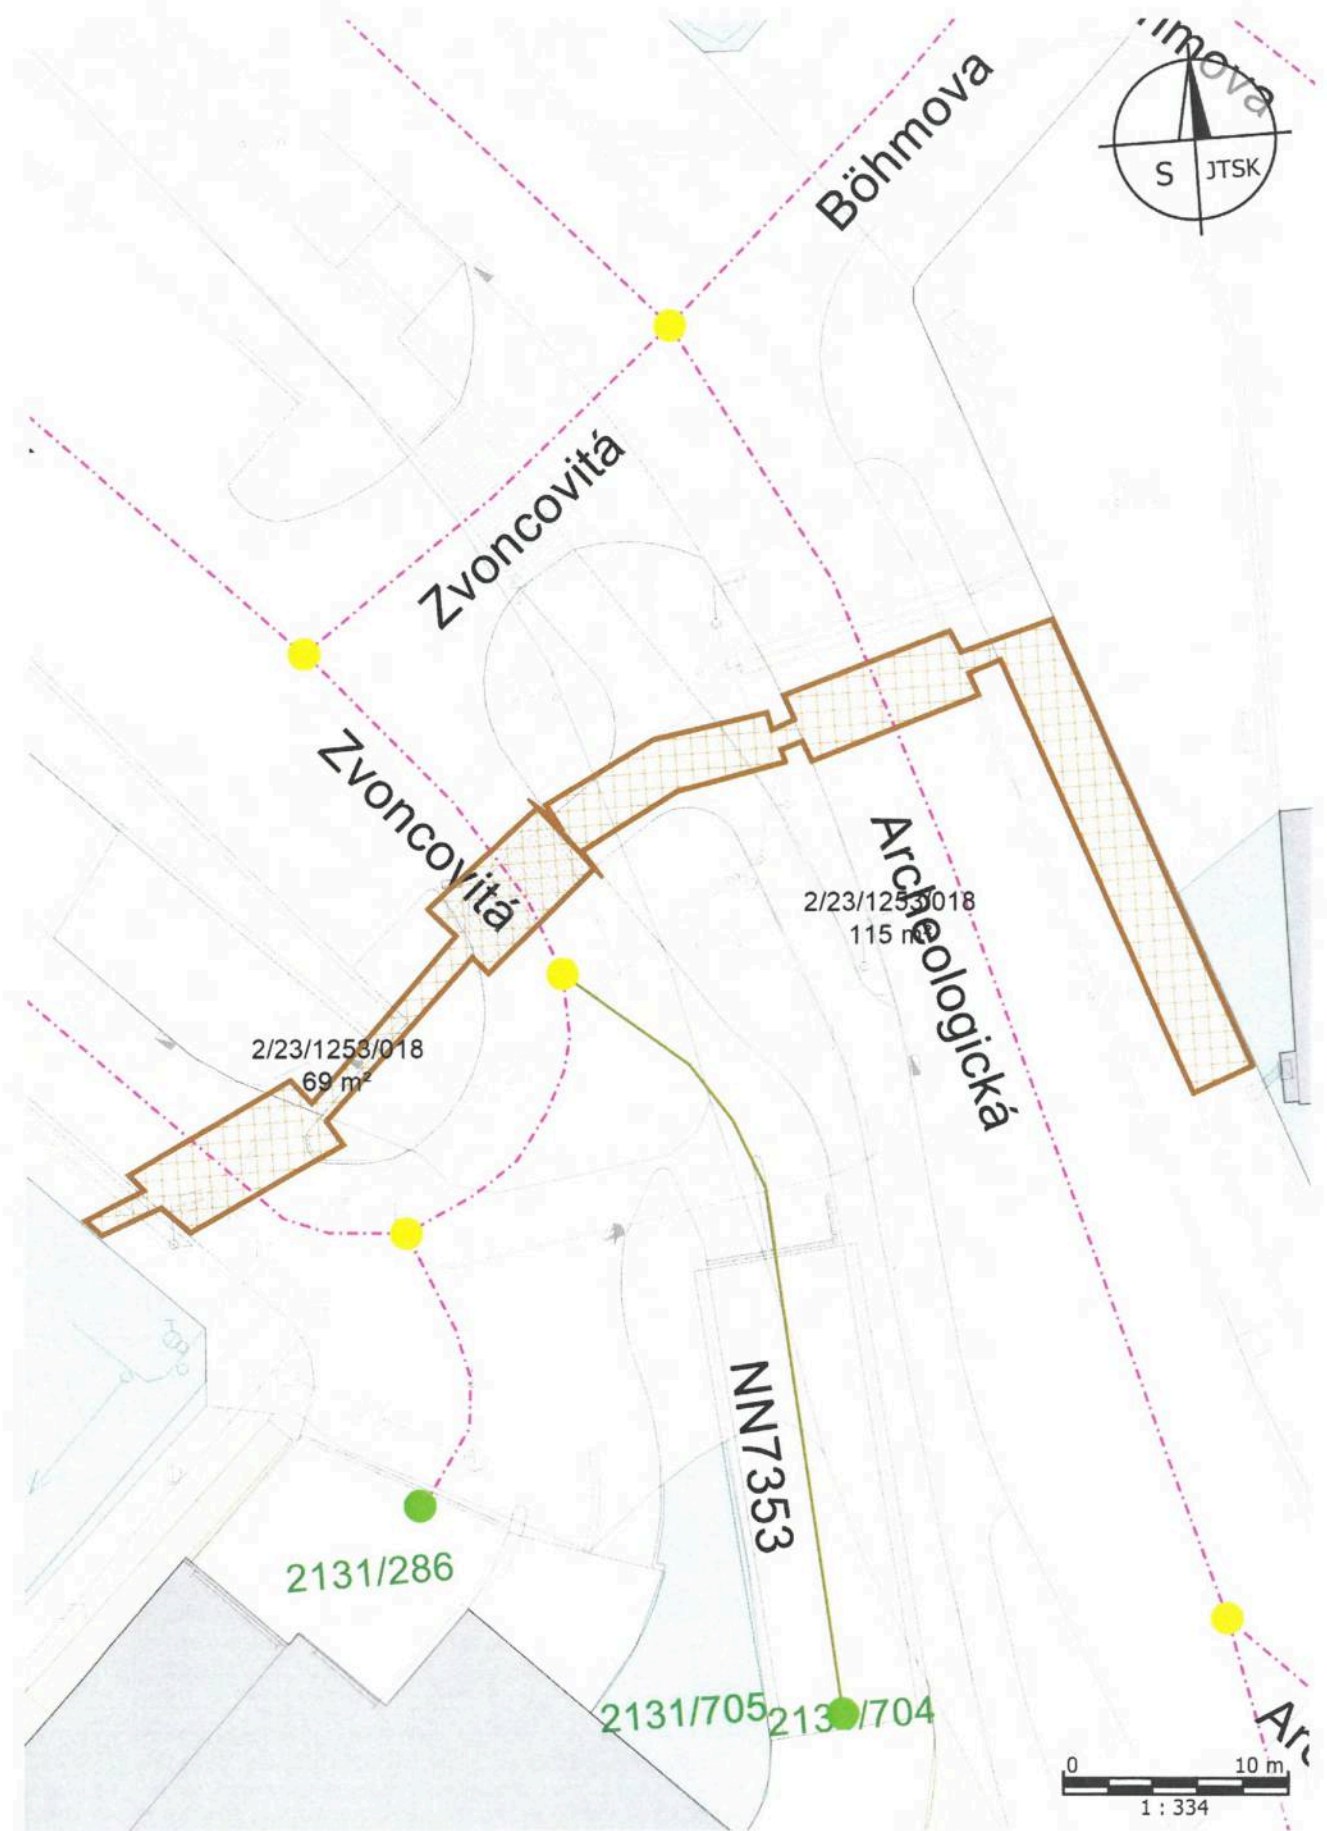 Böhmova
S JTSK
Zvoncovitá
Zvoncovitá
Archeologická
2/23/1253/018
115 m²
2/23/1253/018
69 m²
NN7353
2131/286
2131/705
2131/704
0 10 m
1 : 334